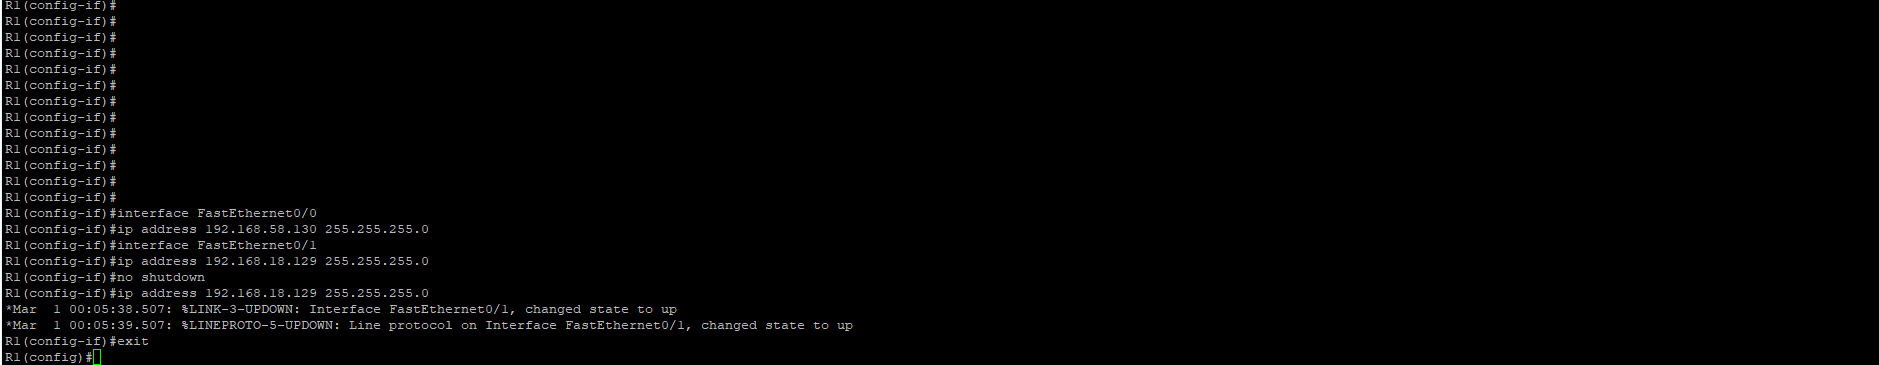 R1(config-if)#
R1(config-if)#
R1(config-if)#
R1(config-if)#
R1(config-if)#
R1(config-if)#
R1(config-if)#
R1(config-if)#
R1(config-if)#
R1(config-if)#
R1(config-if)#
R1(config-if)#
R1(config-if)#
R1(config-if)#interface FastEthernet0/0
R1(config-if)#ip address 192.168.58.130 255.255.255.0
R1(config-if)#interface FastEthernet0/1
R1(config-if)#ip address 192.168.18.129 255.255.255.0
R1(config-if)#no shutdown
R1(config-if)#ip address 192.168.18.129 255.255.255.0
*Mar  1 00:05:38.507: %LINK-3-UPDOWN: Interface FastEthernet0/1, changed state to up
*Mar  1 00:05:39.507: %LINEPROTO-5-UPDOWN: Line protocol on Interface FastEthernet0/1, changed state to up
R1(config-if)#exit
R1(config)#